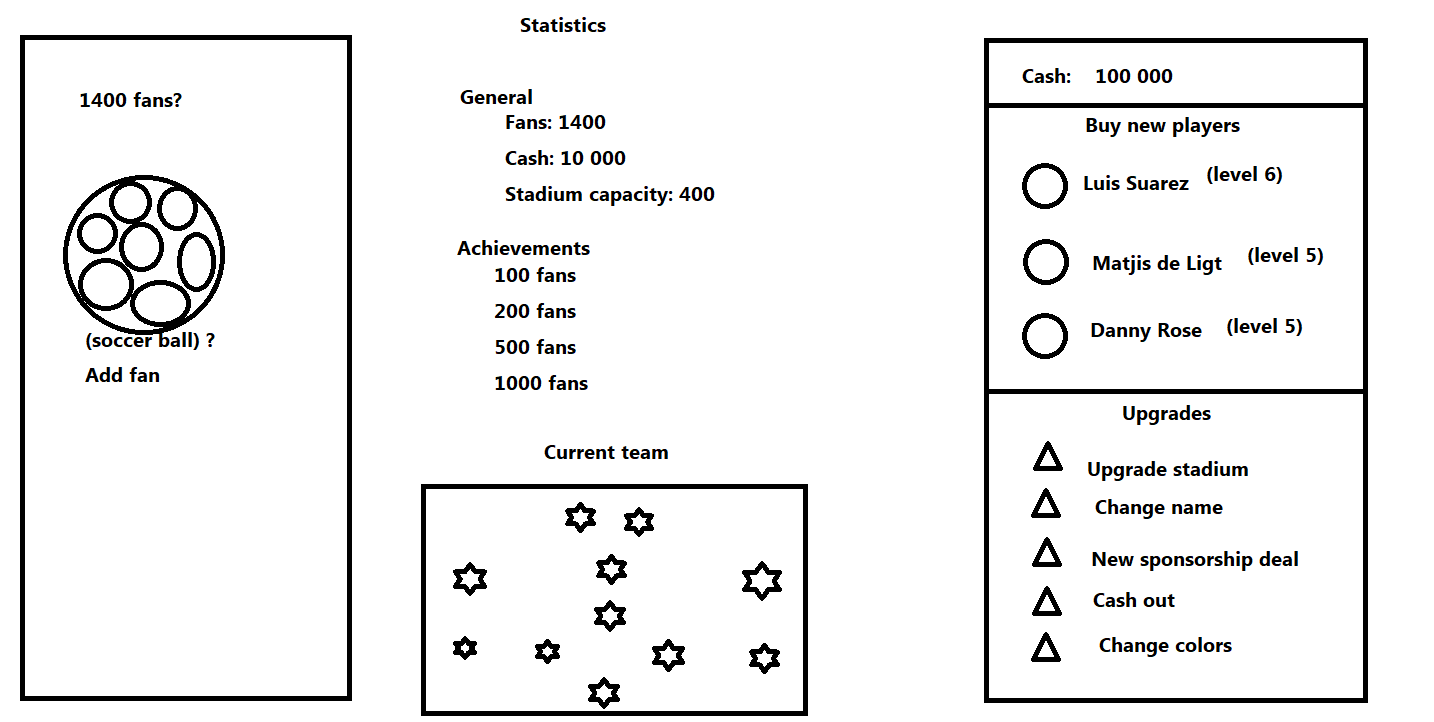 1400 fans?
(soccer ball) ?
Add fan
Statistics
General
Fans: 1400
Cash: 10 000
Stadium capacity: 400
Achievements
100 fans
200 fans
500 fans
1000 fans
Current team
Cash: 100 000
Buy new players
Luis Suarez (level 6)
Matjis de Ligt (level 5)
Danny Rose (level 5)
Upgrades
Upgrade stadium
Change name
New sponsorship deal
Cash out
Change colors